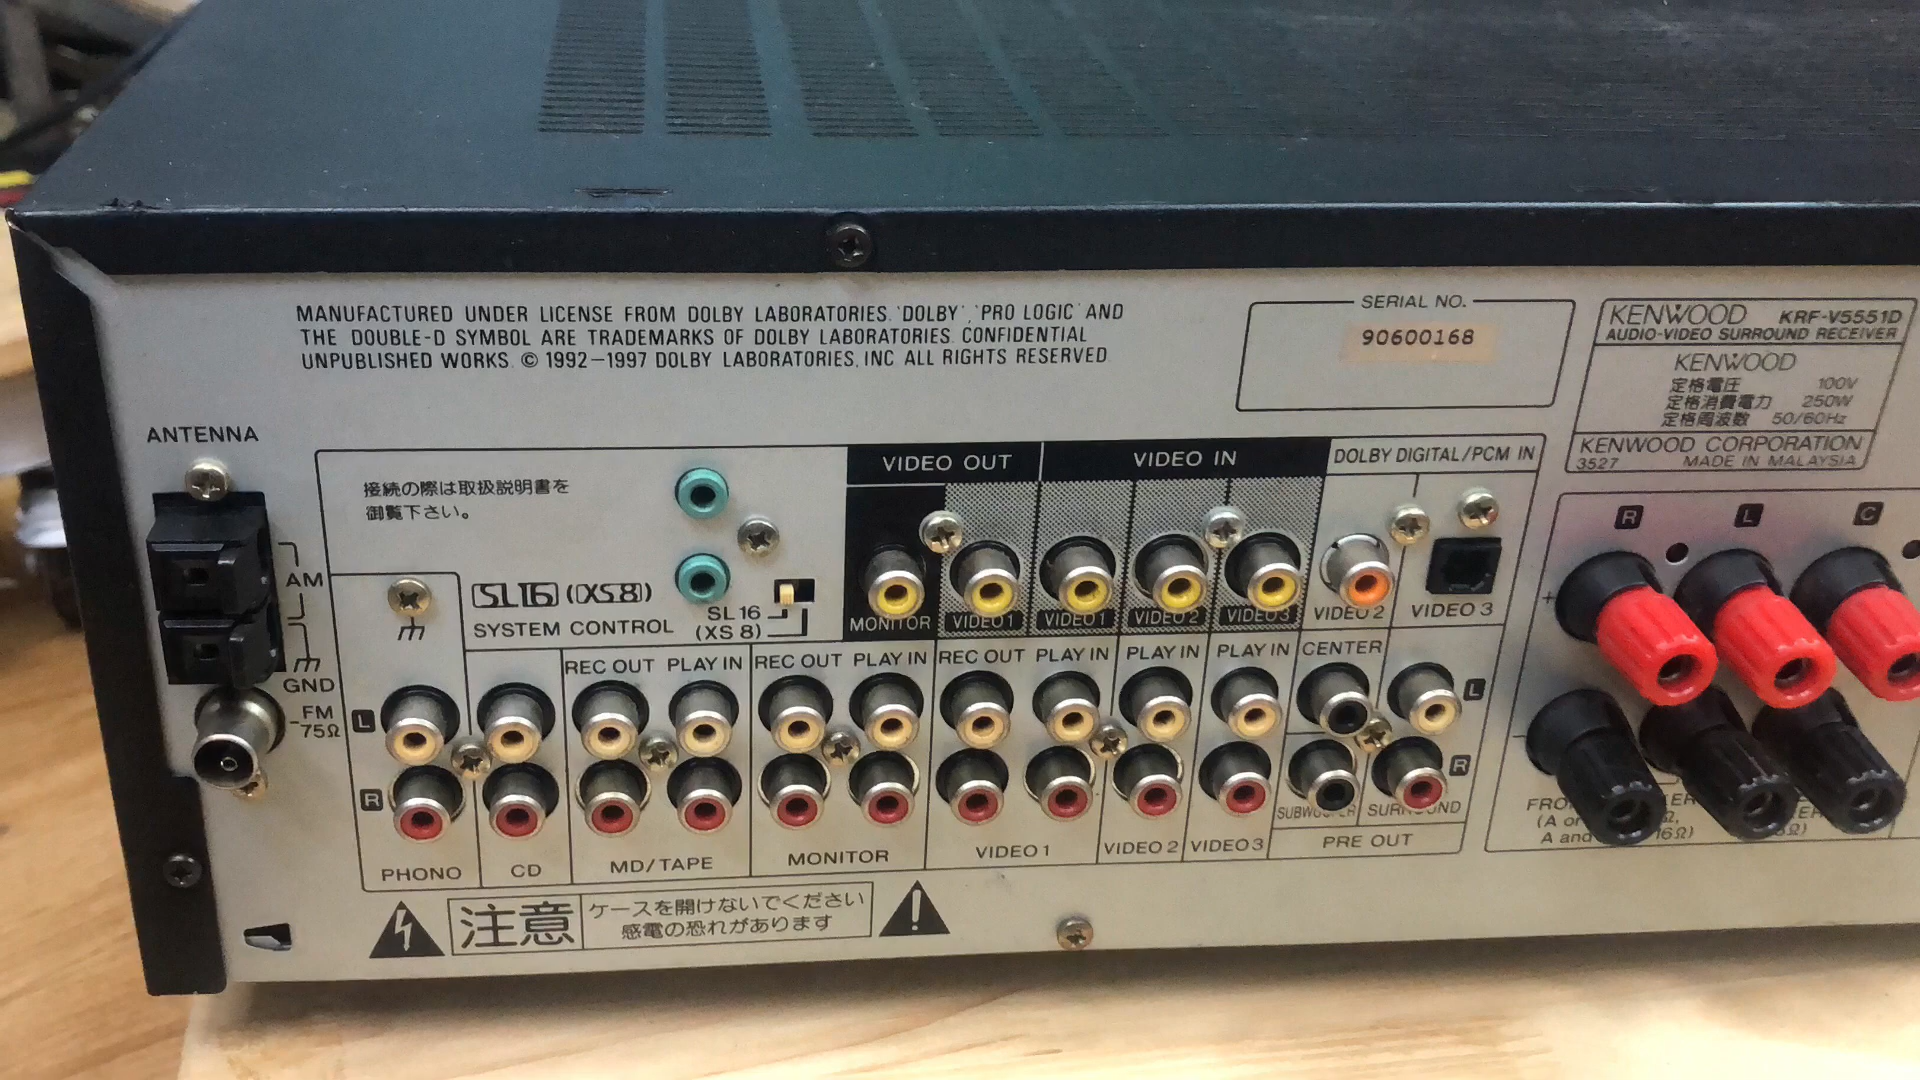 MANUFACTURED UNDER LICENSE FROM DOLBY LABORATORIES. 'DOLBY', 'PRO LOGIC' AND
THE DOUBLE-D SYMBOL ARE TRADEMARKS OF DOLBY LABORATORIES. CONFIDENTIAL
UNPUBLISHED WORKS. © 1992–1997 DOLBY LABORATORIES, INC ALL RIGHTS RESERVED
SERIAL NO.
90600168
KENWOOD KRF-V5551D
AUDIO-VIDEO SURROUND RECEIVER
KENWOOD
定格電圧 100V
定格消費電力 250W
定格周波数 50/60Hz
KENWOOD CORPORATION
3527 MADE IN MALAYSIA
ANTENNA
AM
GND
FM
75Ω
接続の際は取扱説明書を
御覧下さい。
SL16 (XS8)
SYSTEM CONTROL
SL16
(XS 8)
VIDEO OUT
VIDEO IN
DOLBY DIGITAL/PCM IN
MONITOR
VIDEO 1
VIDEO 1
VIDEO 2
VIDEO 3
VIDEO 2
VIDEO 3
REC OUT PLAY IN
REC OUT PLAY IN
REC OUT PLAY IN
PLAY IN
PLAY IN
CENTER
L
R
L
R
SUBWOOFER
SURROUND
PHONO
CD
MD/TAPE
MONITOR
VIDEO 1
VIDEO 2
VIDEO 3
PRE OUT
R
L
C
+
−
(A or
A and
16Ω)
注意
ケースを開けないでください
感電の恐れがあります